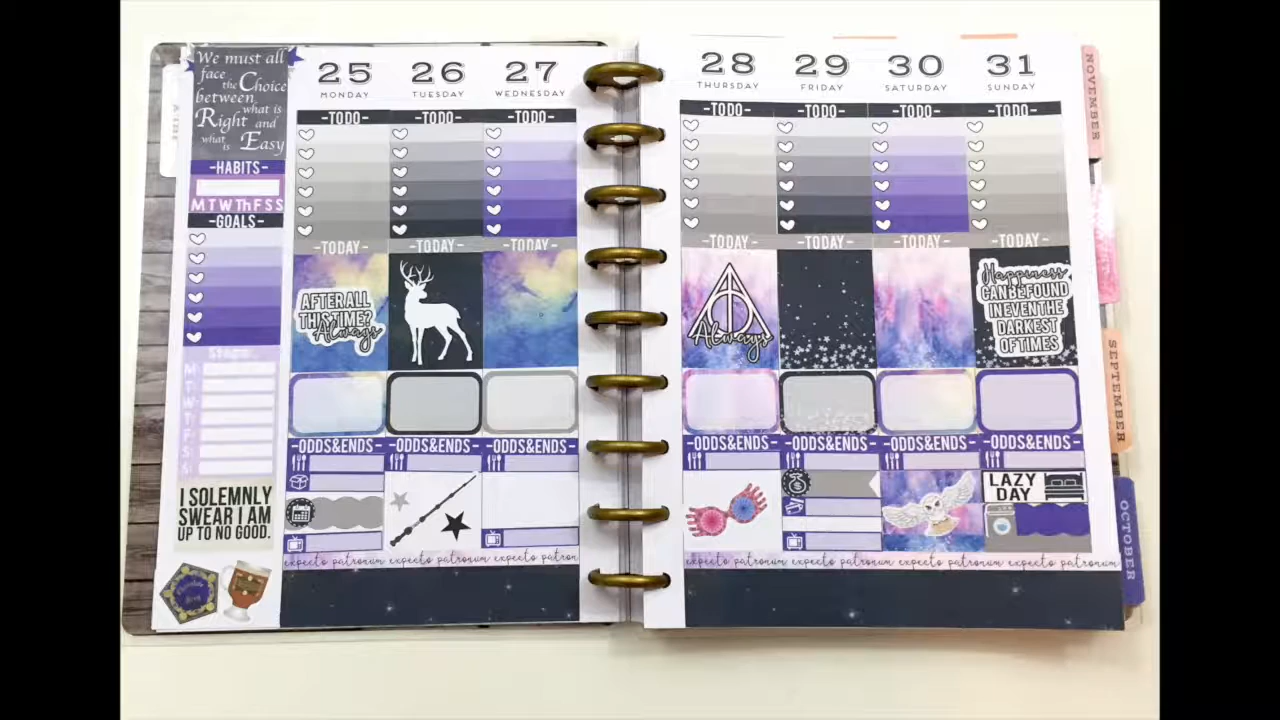 We must all
face
the Choice
between
what is
Right and
what is Easy
-HABITS-
M T W Th F S S
-GOALS-
M:
T:
W:
T:
F:
S:
S:
I SOLEMNLY
SWEAR I AM
UP TO NO GOOD.
25 26 27
MONDAY TUESDAY WEDNESDAY
-TODO- -TODO- -TODO-
-TODAY- -TODAY- -TODAY-
AFTER ALL
THIS TIME?
Always
-ODDS&ENDS- -ODDS&ENDS- -ODDS&ENDS-
expecto patronum expecto patronum expecto patron
28 29 30 31
THURSDAY FRIDAY SATURDAY SUNDAY
-TODO- -TODO- -TODO- -TODO-
-TODAY- -TODAY- -TODAY- -TODAY-
Always
Happiness
CAN BE FOUND
IN EVEN THE
DARKEST
OF TIMES
-ODDS&ENDS- -ODDS&ENDS- -ODDS&ENDS- -ODDS&ENDS-
LAZY
DAY
expecto patronum expecto patronum expecto patronum expecto patronum
NOVEMBER
SEPTEMBER
OCTOBER